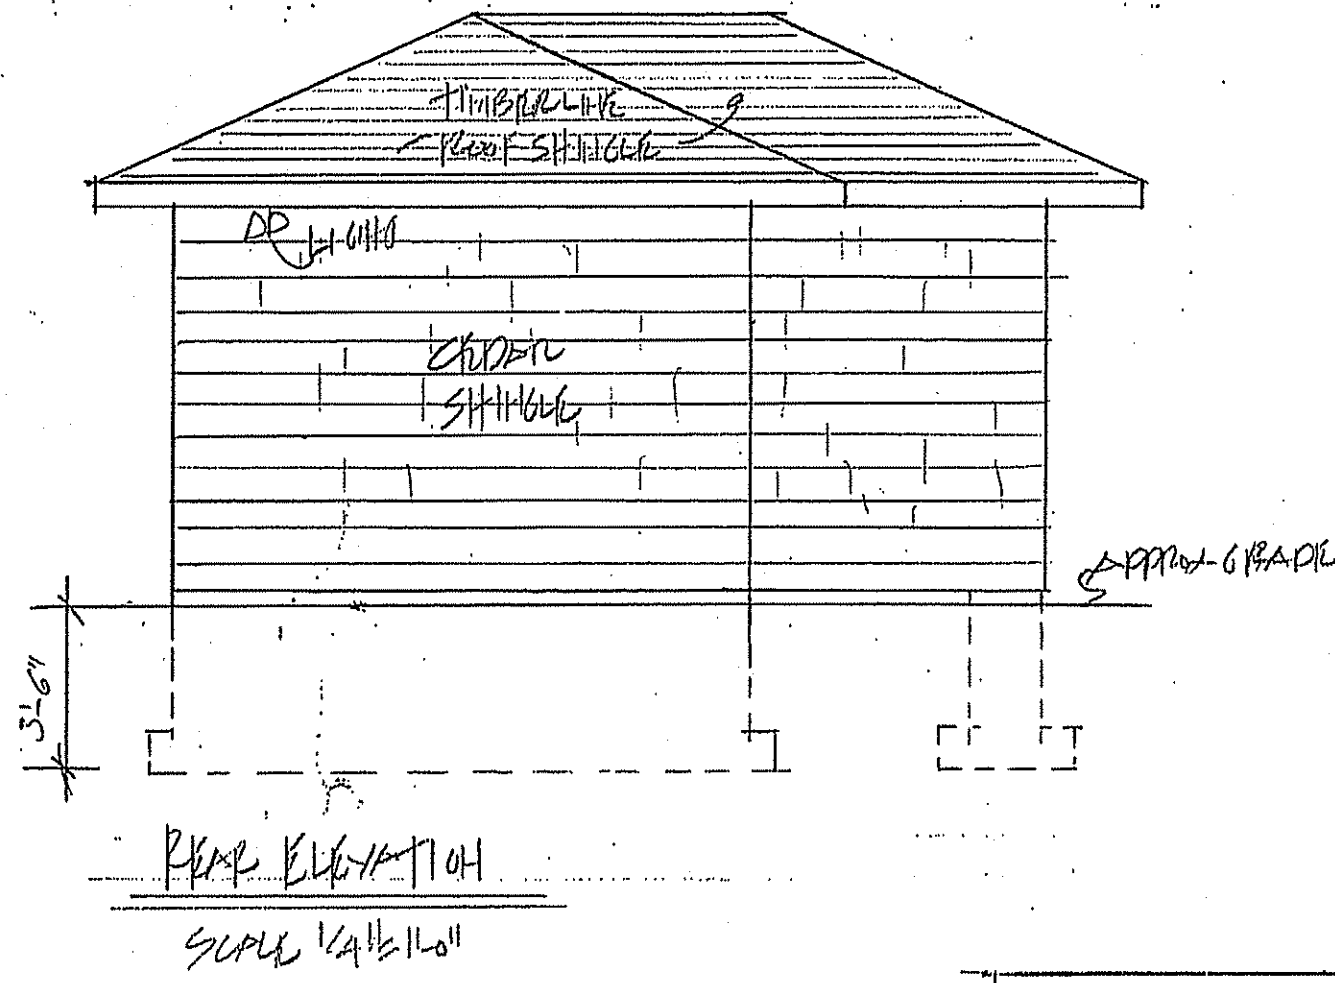 TIMBERLINE
ROOF SHINGLE
CEDAR
SHINGLE
APPROX GRADE
3'-6"
REAR ELEVATION
SCALE 1/4"=1'-0"